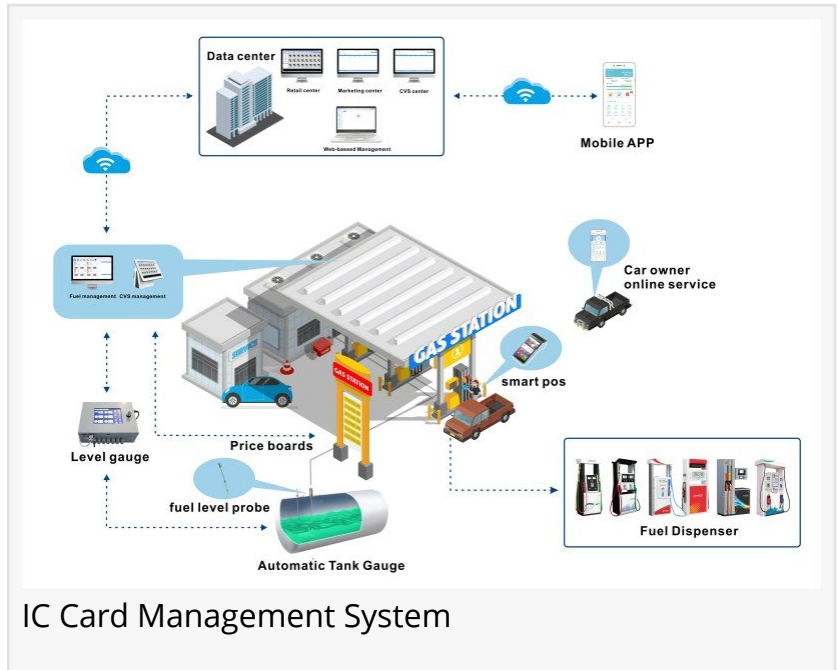 Data center
Retail center
Marketing center
CVS center
Web-based Management
Mobile APP
Fuel management
CVS management
Car owner
online service
GAS STATION
SERVICE
GAS STATION
smart pos
Price boards
Level gauge
fuel level probe
Automatic Tank Gauge
Fuel Dispenser
IC Card Management System